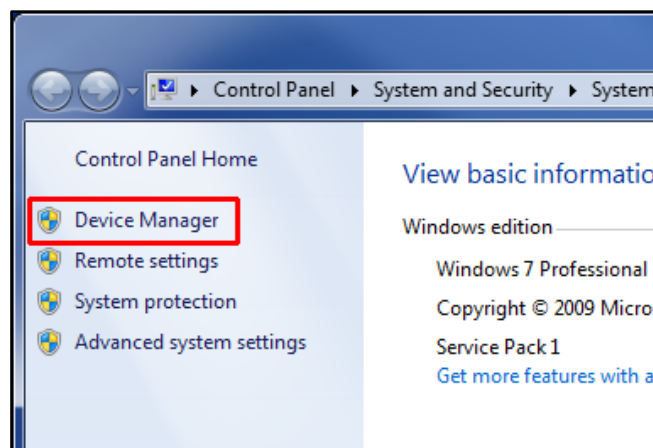 Control Panel ▸ System and Security ▸ System
Control Panel Home
Device Manager
Remote settings
System protection
Advanced system settings
View basic informatio
Windows edition
Windows 7 Professional
Copyright © 2009 Micro
Service Pack 1
Get more features with a